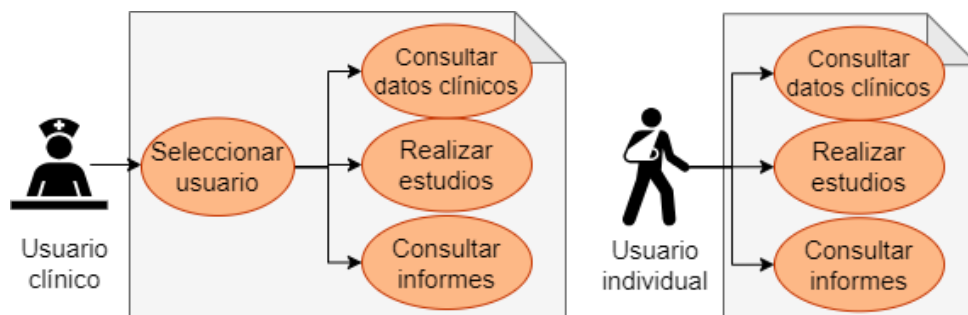 Consultar
datos clínicos
Seleccionar
usuario
Realizar
estudios
Consultar
informes
Usuario
clínico
Consultar
datos clínicos
Realizar
estudios
Consultar
informes
Usuario
individual